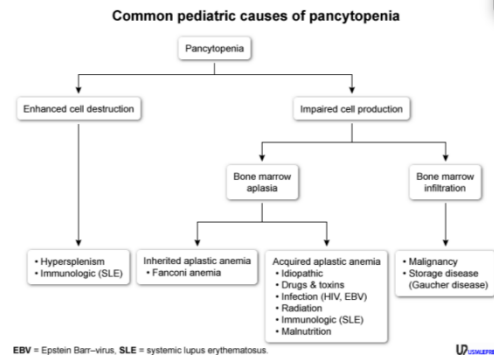 Common pediatric causes of pancytopenia
Pancytopenia
Enhanced cell destruction
Impaired cell production
Bone marrow
aplasia
Bone marrow
infiltration
• Hypersplenism
• Immunologic (SLE)
Inherited aplastic anemia
• Fanconi anemia
Acquired aplastic anemia
• Idiopathic
• Drugs & toxins
• Infection (HIV, EBV)
• Radiation
• Immunologic (SLE)
• Malnutrition
• Malignancy
• Storage disease
(Gaucher disease)
EBV = Epstein Barr–virus, SLE = systemic lupus erythematosus.